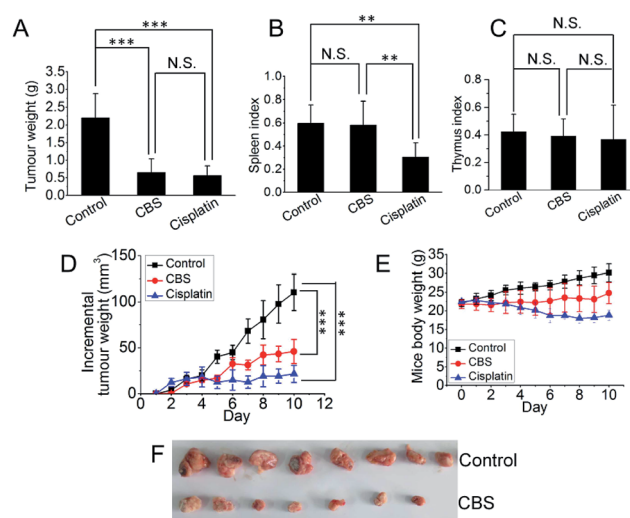 A
***
***
N.S.
Tumour weight (g)
2.5
2.0
1.5
1.0
0.5
0.0
Control
CBS
Cisplatin
B
**
N.S.
**
Spleen index
1.0
0.8
0.6
0.4
0.2
0.0
Control
CBS
Cisplatin
C
N.S.
N.S.
N.S.
Thymus index
0.8
0.6
0.4
0.2
0.0
Control
CBS
Cisplatin
D
Incremental
tumour weight (mm³)
150
100
50
0
Control
CBS
Cisplatin
***
***
0 2 4 6 8 10 12
Day
E
Mice body weight (g)
35
30
25
20
15
10
5
0
Control
CBS
Cisplatin
0 2 4 6 8 10
Day
F
Control
CBS